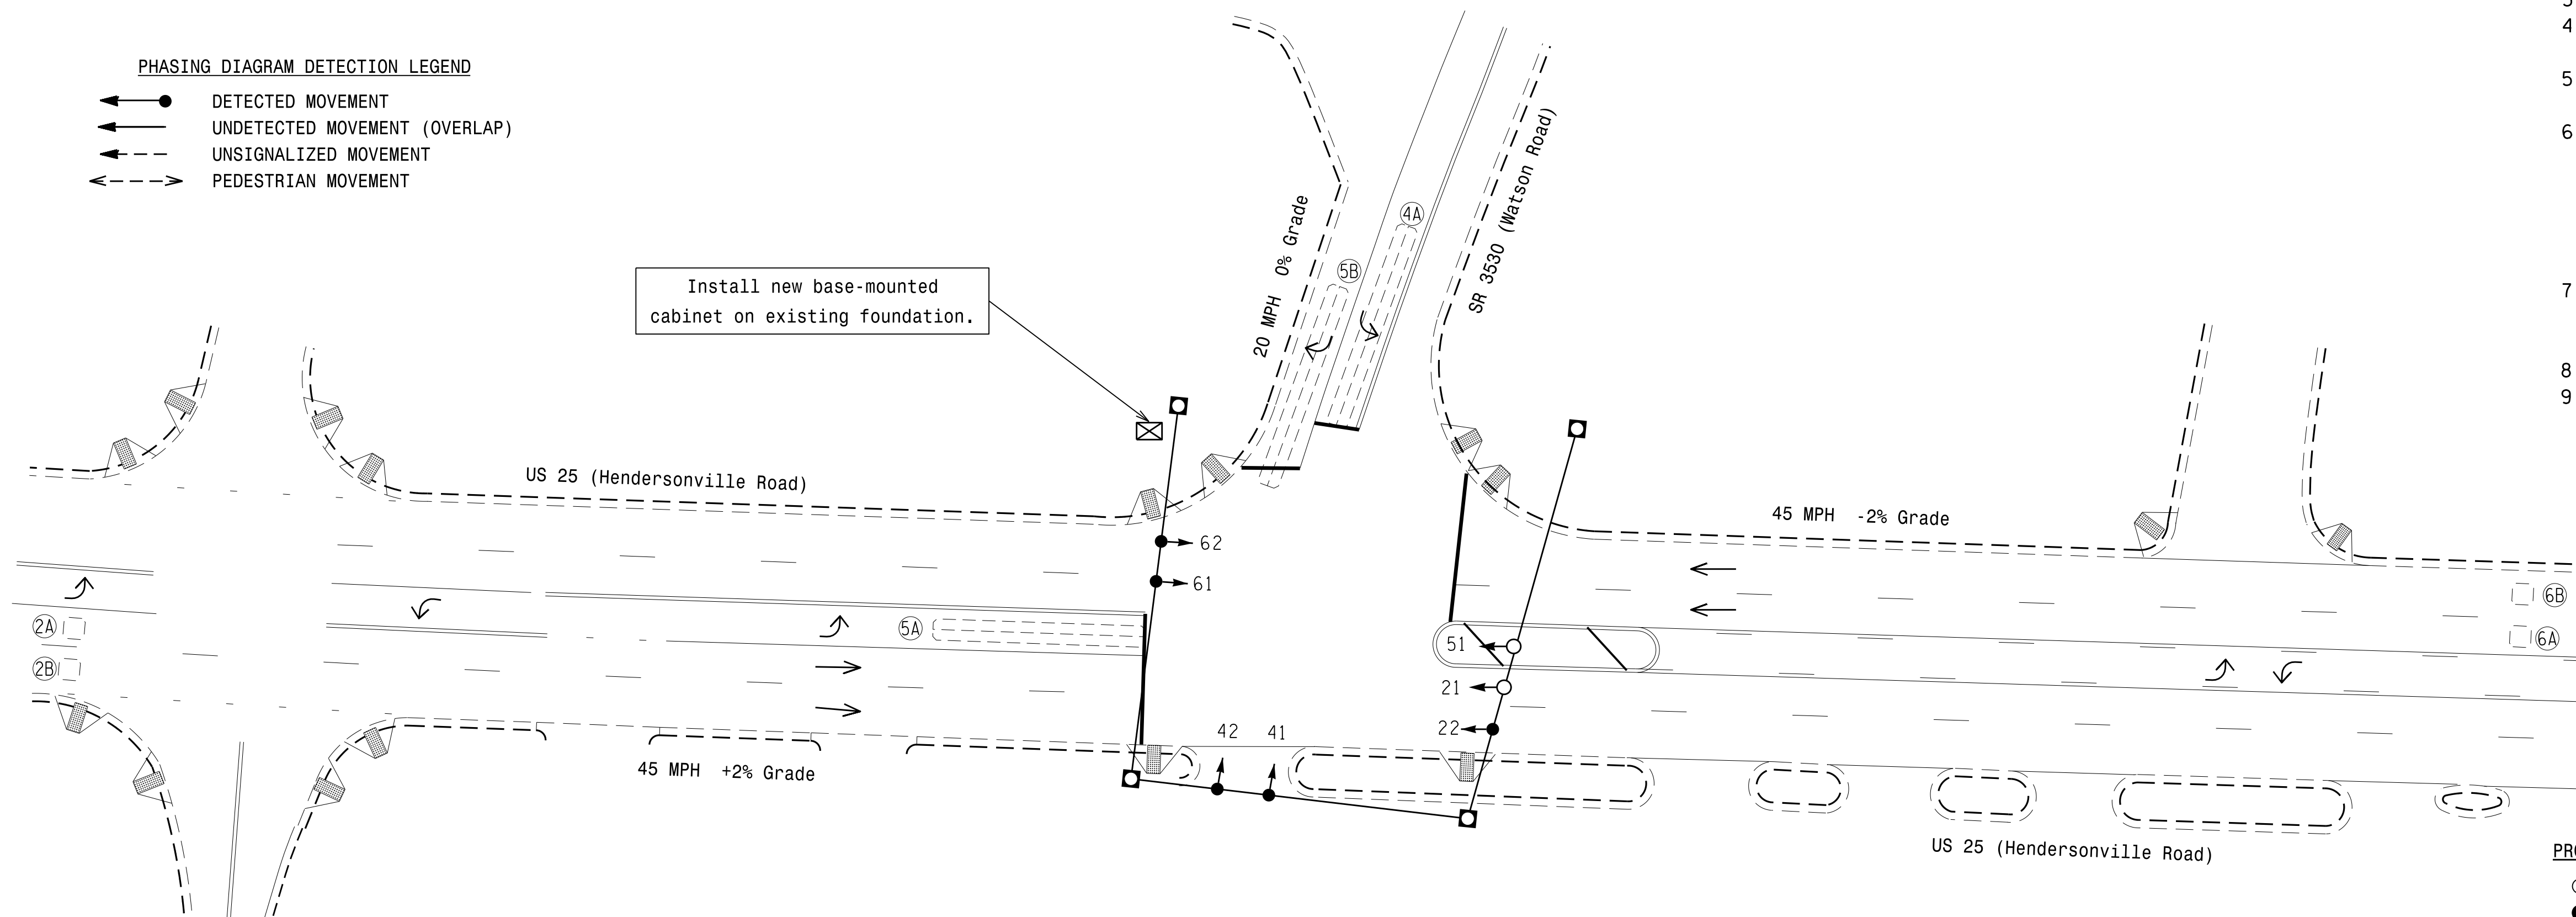 PHASING DIAGRAM DETECTION LEGEND
DETECTED MOVEMENT
UNDETECTED MOVEMENT (OVERLAP)
UNSIGNALIZED MOVEMENT
PEDESTRIAN MOVEMENT
Install new base-mounted
cabinet on existing foundation.
20 MPH 0% Grade
SR 3530 (Watson Road)
4A
5B
US 25 (Hendersonville Road)
45 MPH -2% Grade
62
61
6B
6A
2A
2B
5A
51
21
22
42
41
45 MPH +2% Grade
US 25 (Hendersonville Road)
4
5
6
7
8
9